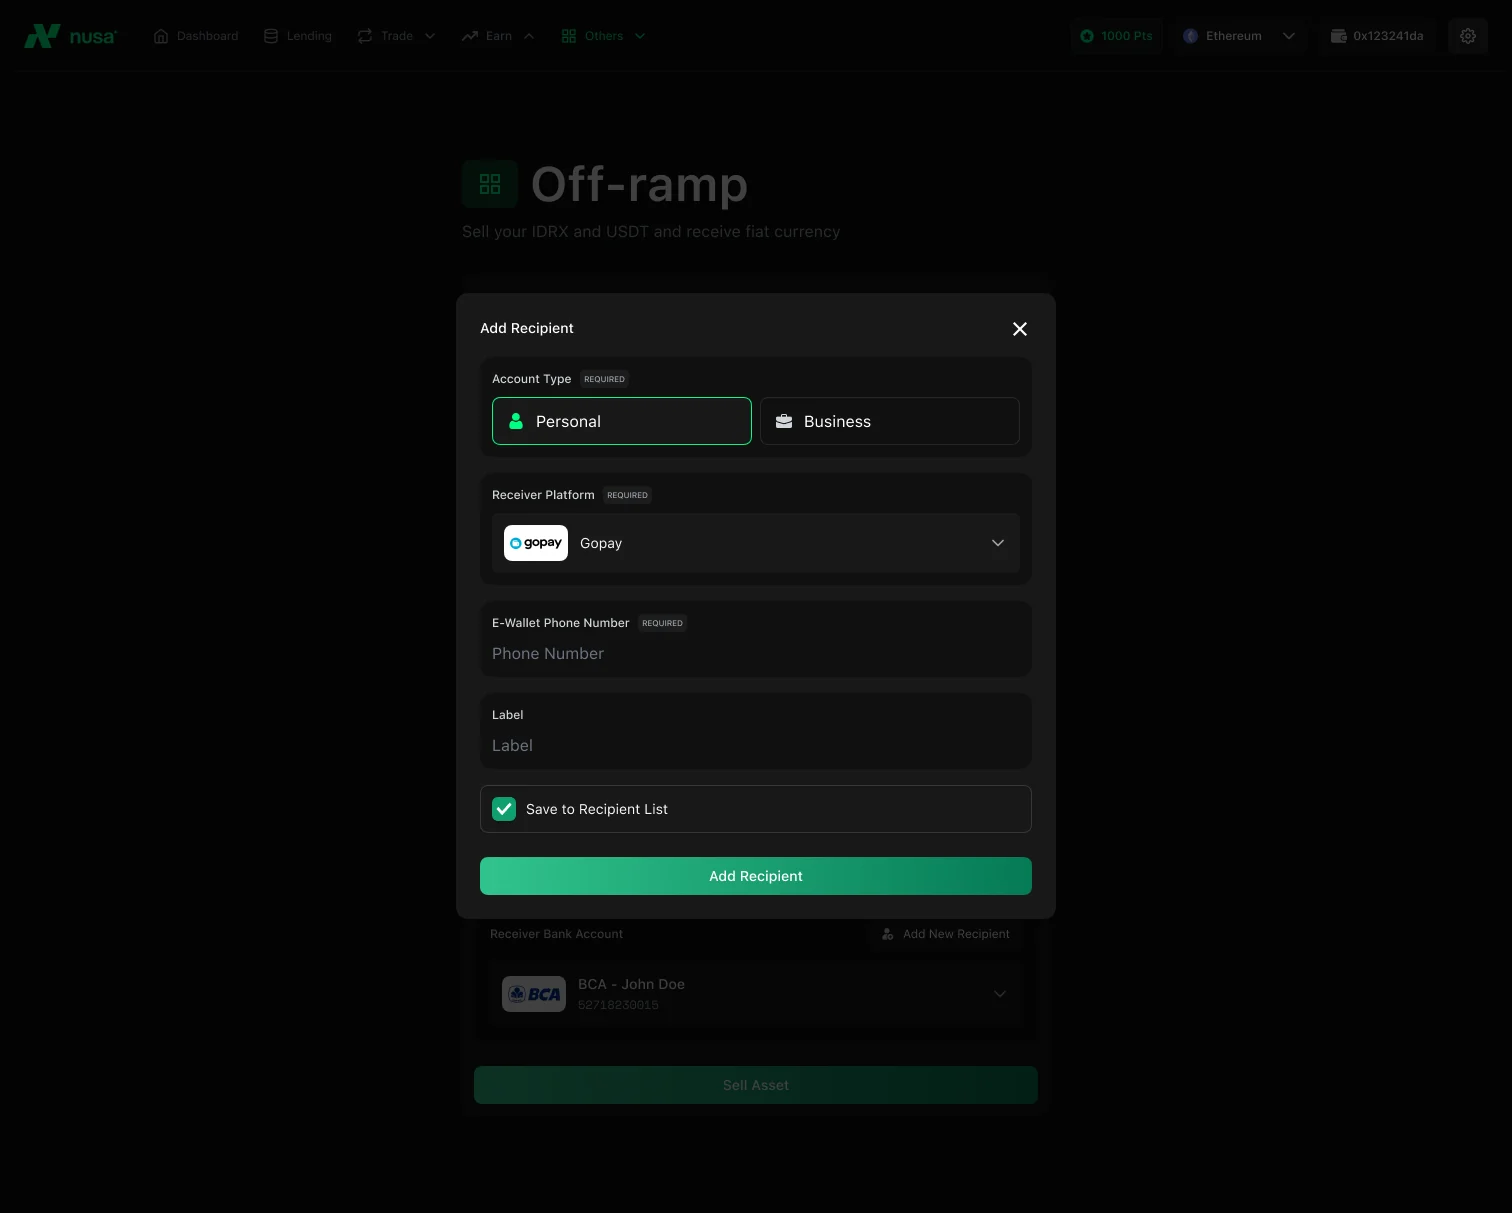 nusa
Dashboard
Lending
Trade
Earn
Others
1000 Pts
Ethereum
0x123241da
Off-ramp
Sell your IDRX and USDT and receive fiat currency
Add Recipient
Account Type REQUIRED
Personal
Business
Receiver Platform REQUIRED
gopay Gopay
E-Wallet Phone Number REQUIRED
Phone Number
Label
Label
Save to Recipient List
Add Recipient
Receiver Bank Account
Add New Recipient
BCA
BCA - John Doe
52718230015
Sell Asset